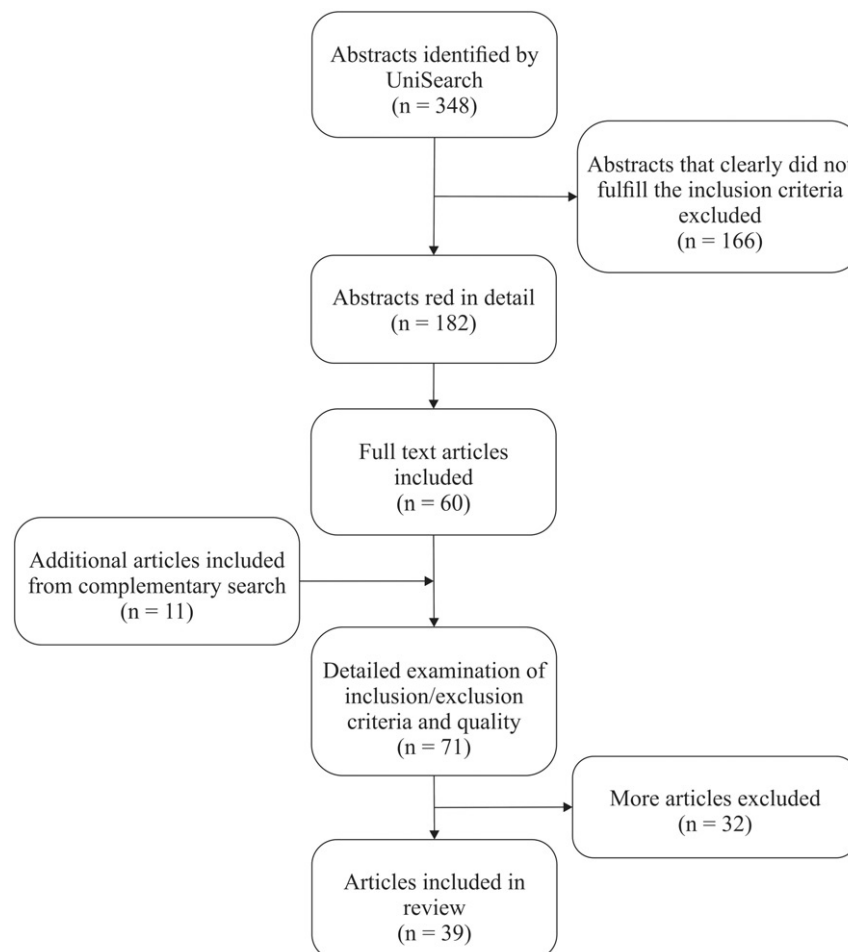 Abstracts identified by
UniSearch
(n = 348)
Abstracts that clearly did no
fulfill the inclusion criteria
excluded
(n = 166)
Abstracts red in detail
(n = 182)
Full text articles
included
(n = 60)
Additional articles included
from complementary search
(n = 11)
Detailed examination of
inclusion/exclusion
criteria and quality
(n = 71)
More articles excluded
(n = 32)
Articles included in
review
(n = 39)